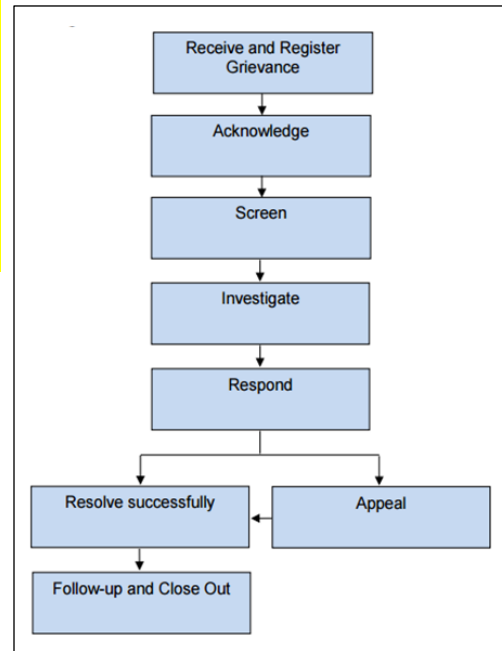 Receive and Register
Grievance
Acknowledge
Screen
Investigate
Respond
Resolve successfully
Appeal
Follow-up and Close Out